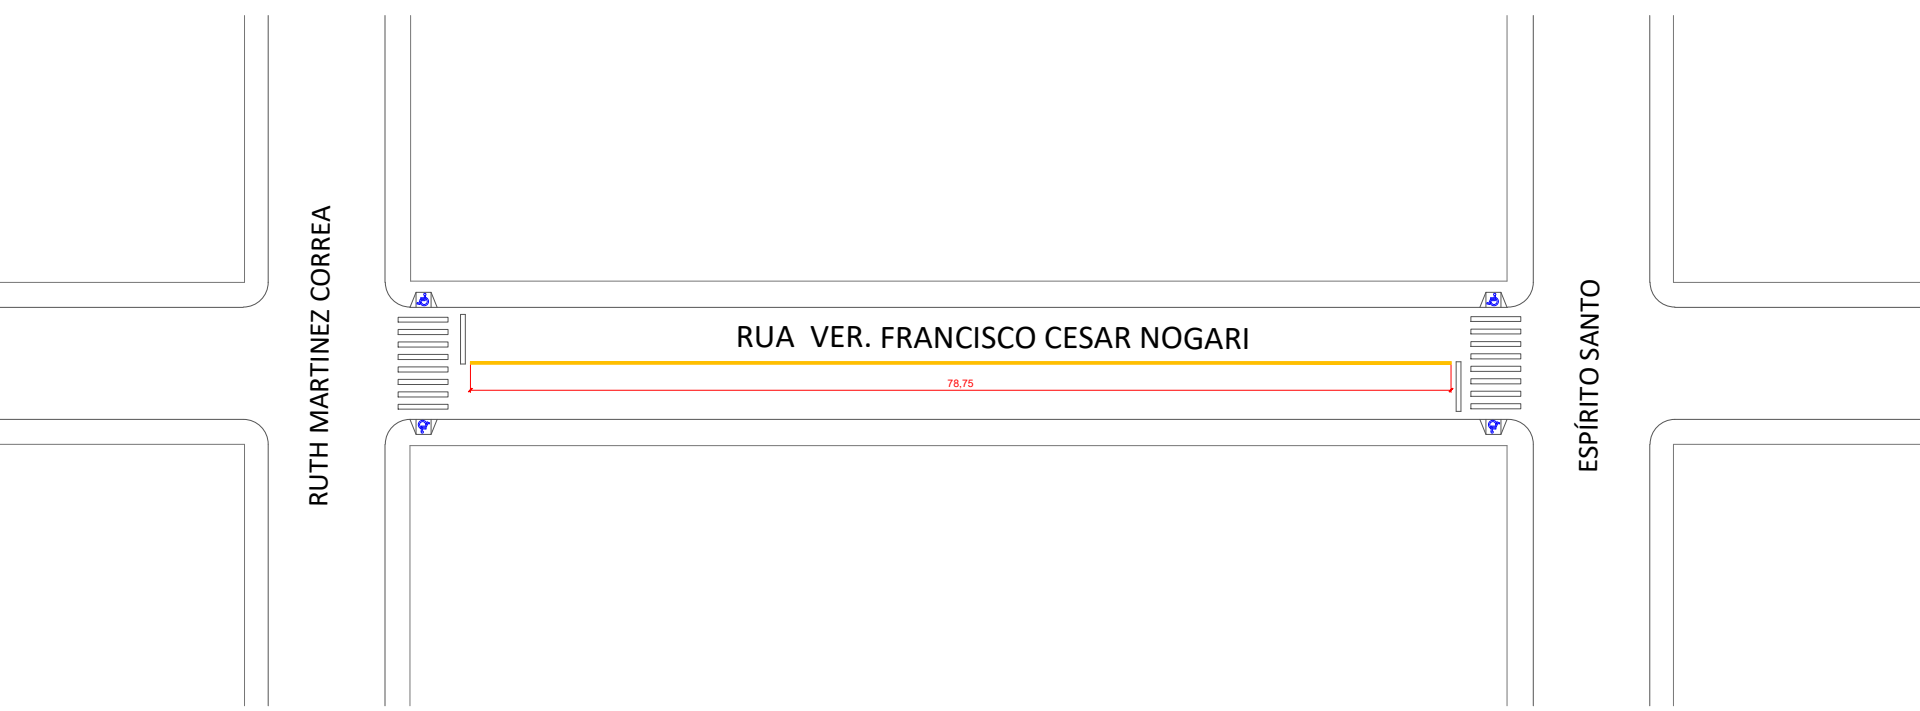 RUTH MARTINEZ CORREA
RUA VER. FRANCISCO CESAR NOGARI
78,75
ESPÍRITO SANTO